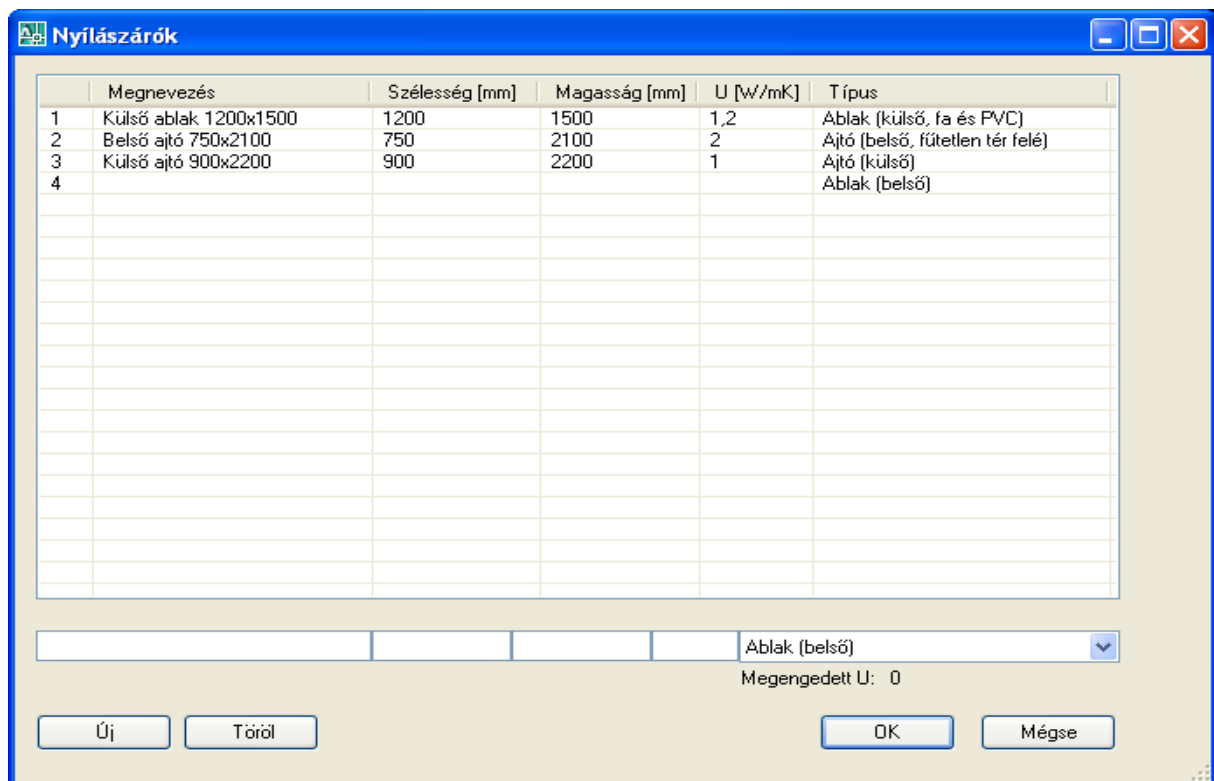 Nyílászárók
Megnevezés Szélesség [mm] Magasság [mm] U [W/mK] Típus
1 Külső ablak 1200x1500 1200 1500 1,2 Ablak (külső, fa és PVC)
2 Belső ajtó 750x2100 750 2100 2 Ajtó (belső, fűtetlen tér felé)
3 Külső ajtó 900x2200 900 2200 1 Ajtó (külső)
4 Ablak (belső)
Ablak (belső)
Megengedett U: 0
Új Töröl OK Mégse